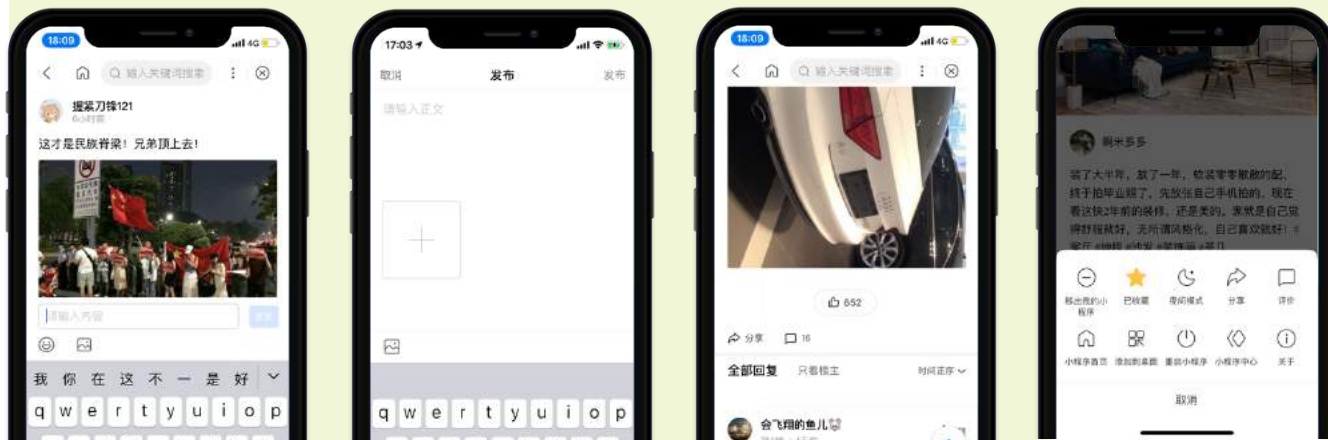 18:09
4G
输入关键词搜索
握紧刀锋121
6小时前
这才是民族脊梁！兄弟顶上去！
请输入内容
我 你 在 这 不 一 是 好
q w e r t y u i o p
17:03
取消
发布
发布
请输入正文
q w e r t y u i o p
18:09
4G
输入关键词搜索
652
分享
16
全部回复
只看楼主
时间正序
会飞翔的鱼儿
啊米多多
装了大半年，放了一年，软装零零散散的配，
终于拍毕业照了，先放张自己手机拍的，现在
看这快2年前的装修，还是美的，家就是自己觉
得舒服就好，无所谓风格化，自己喜欢就好！#
移出我的小
程序
已收藏
夜间模式
分享
评价
小程序首页
添加到桌面
重启小程序
小程序中心
关于
取消